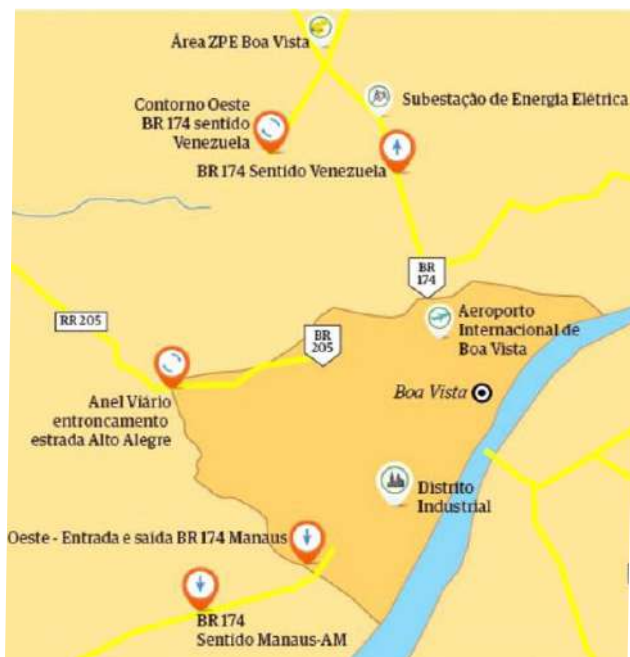 Área ZPE Boa Vista
Subestação de Energia Elétrica
Contorno Oeste
BR 174 sentido
Venezuela
BR 174 Sentido Venezuela
BR
174
RR 205
BR
205
Aeroporto
Internacional de
Boa Vista
Anel Viário
entroncamento
estrada Alto Alegre
Boa Vista
Distrito
Industrial
Oeste - Entrada e saída BR 174 Manaus
BR 174
Sentido Manaus-AM